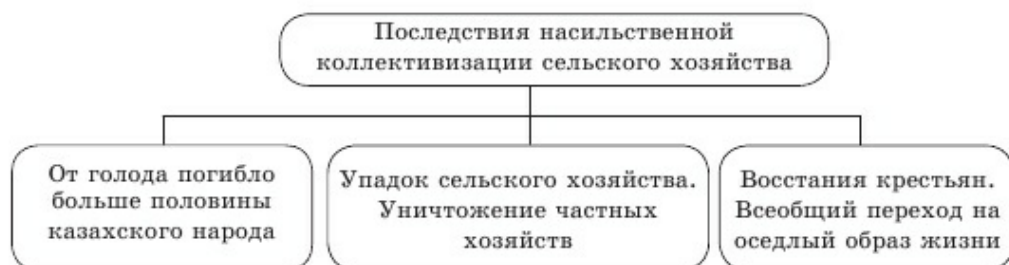 Последствия насильственной
коллективизации сельского хозяйства
От голода погибло
больше половины
казахского народа
Упадок сельского хозяйства.
Уничтожение частных
хозяйств
Восстания крестьян.
Всеобщий переход на
оседлый образ жизни